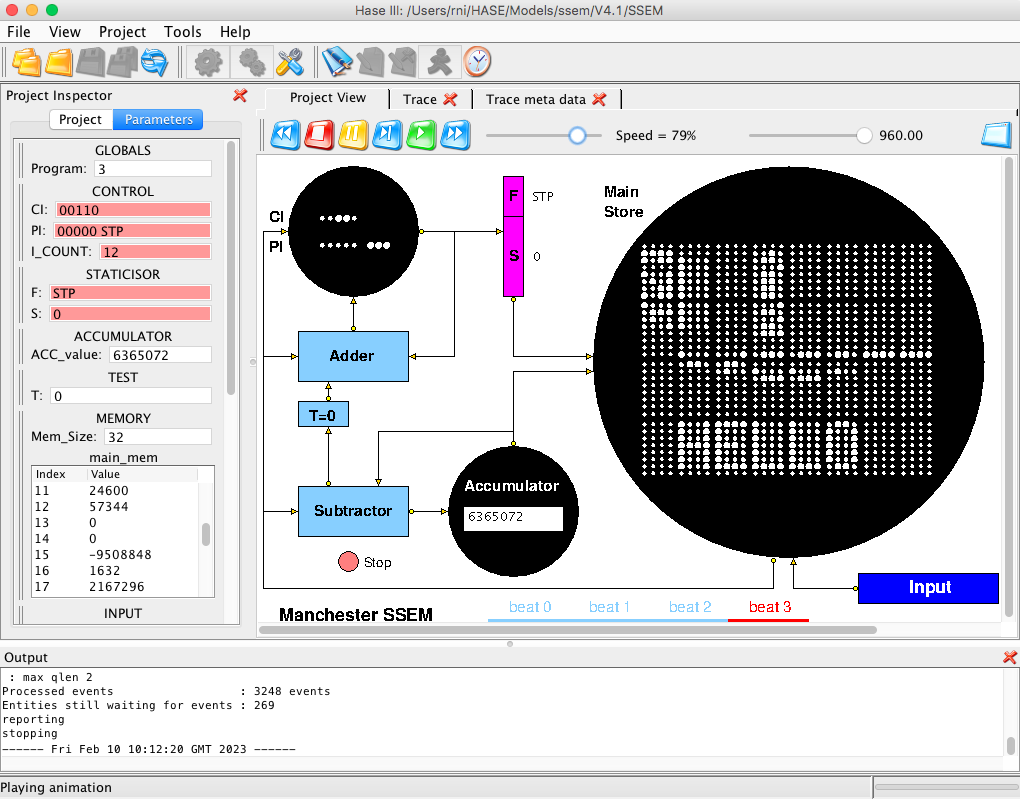 Hase III: /Users/rni/HASE/Models/ssem/V4.1/SSEM
File View Project Tools Help
Project Inspector
Project Parameters
GLOBALS
Program: 3
CONTROL
CI: 00110
PI: 00000 STP
I_COUNT: 12
STATICISOR
F: STP
S: 0
ACCUMULATOR
ACC_value: 6365072
TEST
T: 0
MEMORY
Mem_Size: 32
main_mem
Index Value
11 24600
12 57344
13 0
14 0
15 -9508848
16 1632
17 2167296
INPUT
Project View Trace Trace meta data
Speed = 79% 960.00
CI
PI
F STP
S 0
Main
Store
Adder
T=0
Subtractor
Accumulator
6365072
Stop
HELLO
Input
Manchester SSEM
beat 0 beat 1 beat 2 beat 3
Output
: max qlen 2
Processed events : 3248 events
Entities still waiting for events : 269
reporting
stopping
------ Fri Feb 10 10:12:20 GMT 2023 ------
Playing animation